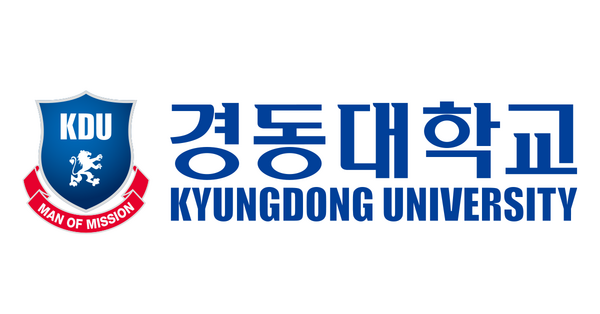 KDU
MAN OF MISSION
경동대학교
KYUNGDONG UNIVERSITY